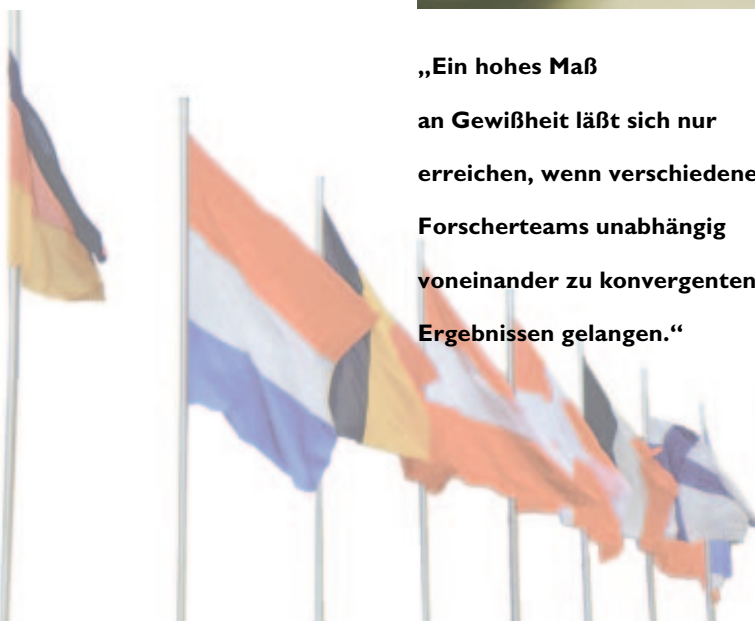 „Ein hohes Maß
an Gewißheit läßt sich nur
erreichen, wenn verschiedene
Forscherteams unabhängig
voneinander zu konvergenten
Ergebnissen gelangen.“